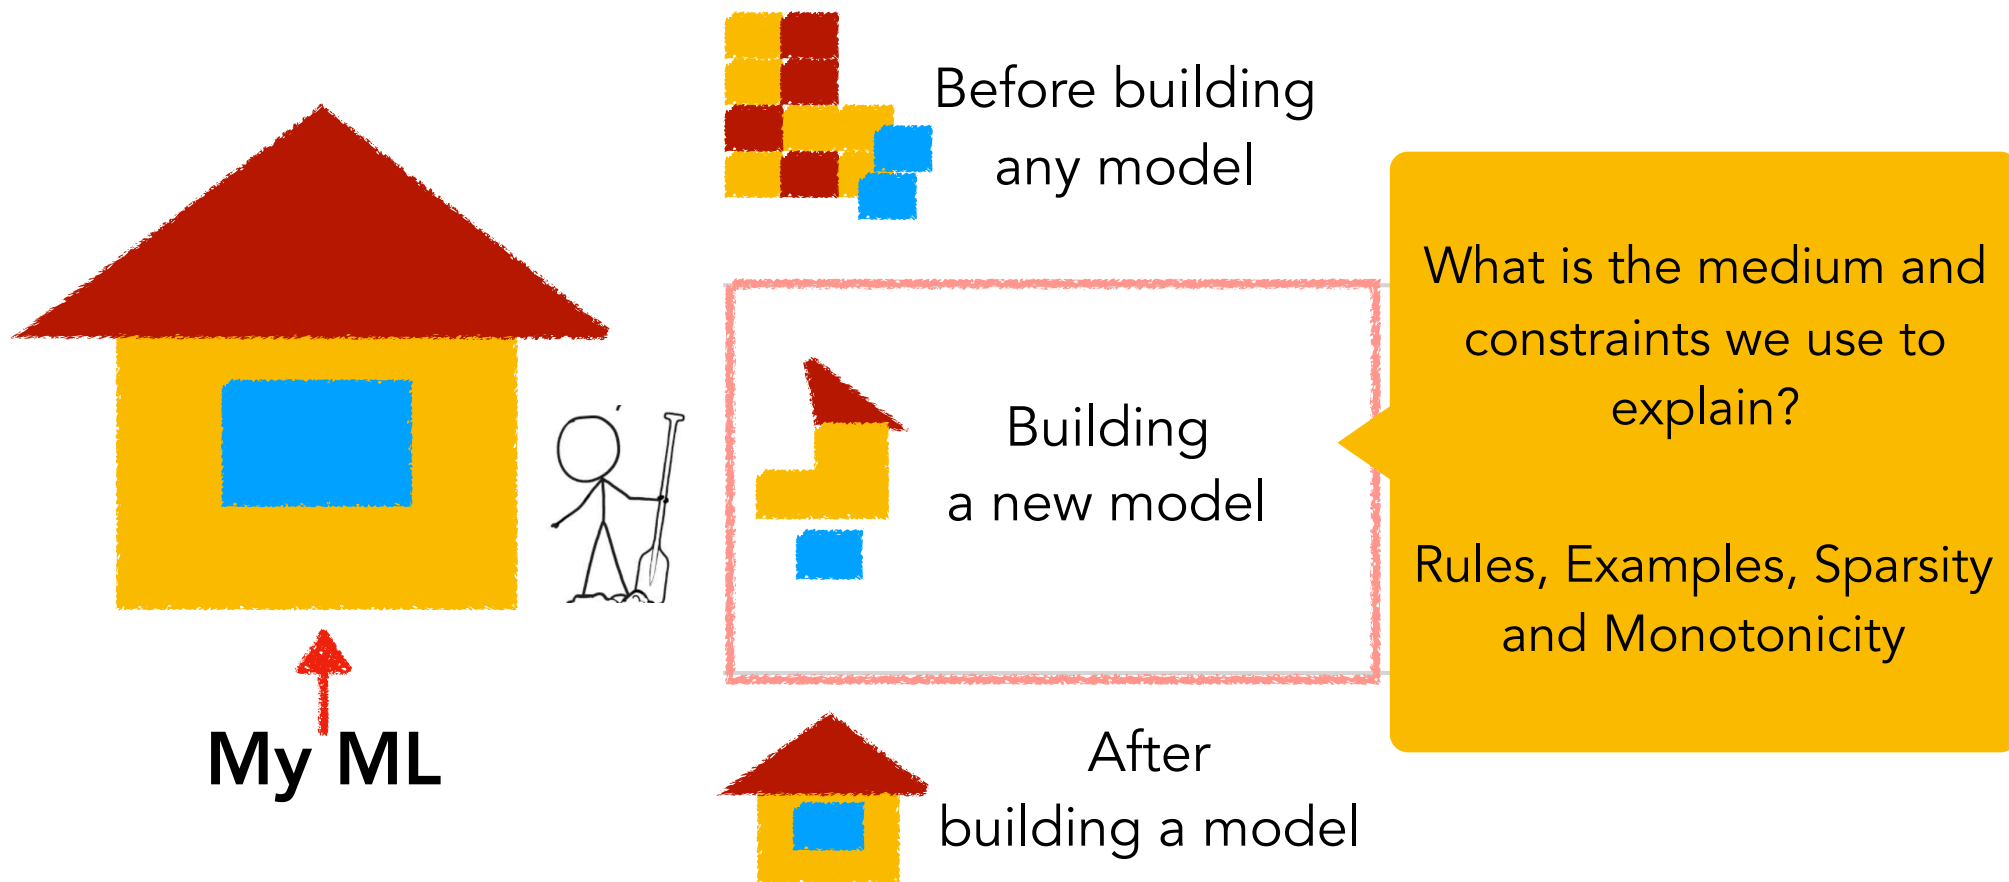 Before building
any model
What is the medium and
constraints we use to
explain?
Building
a new model
Rules, Examples, Sparsity
and Monotonicity
My ML
After
building a model